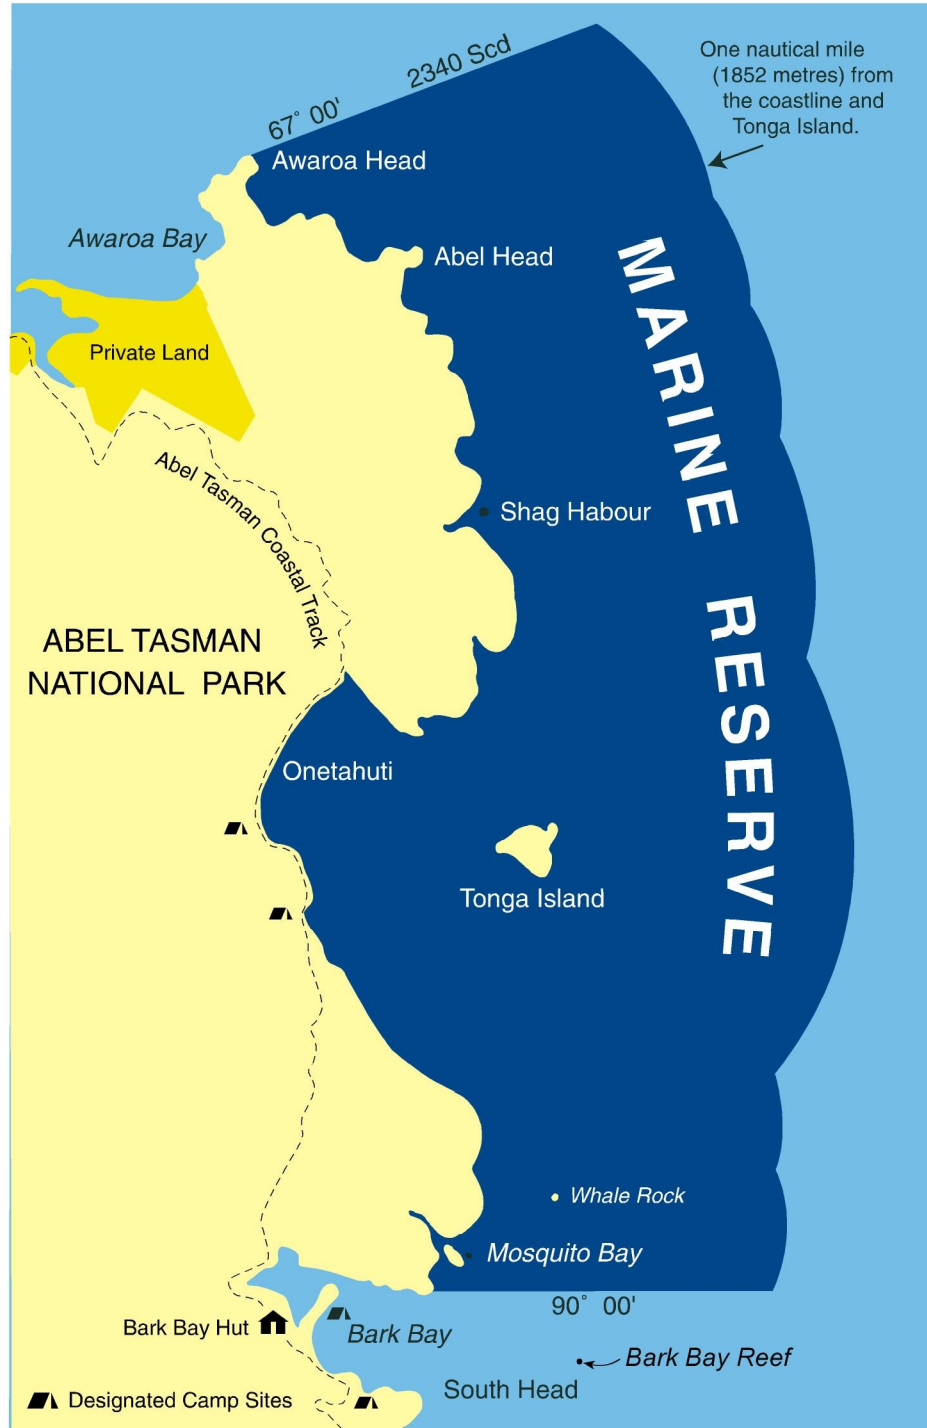 2340 Scd
67° 00'
One nautical mile
(1852 metres) from
the coastline and
Tonga Island.
Awaroa Head
Awaroa Bay
Abel Head
MARINE RESERVE
Private Land
Abel Tasman Coastal Track
Shag Habour
ABEL TASMAN
NATIONAL PARK
Onetahuti
Tonga Island
Whale Rock
Mosquito Bay
90° 00'
Bark Bay Hut
Bark Bay
Bark Bay Reef
South Head
Designated Camp Sites